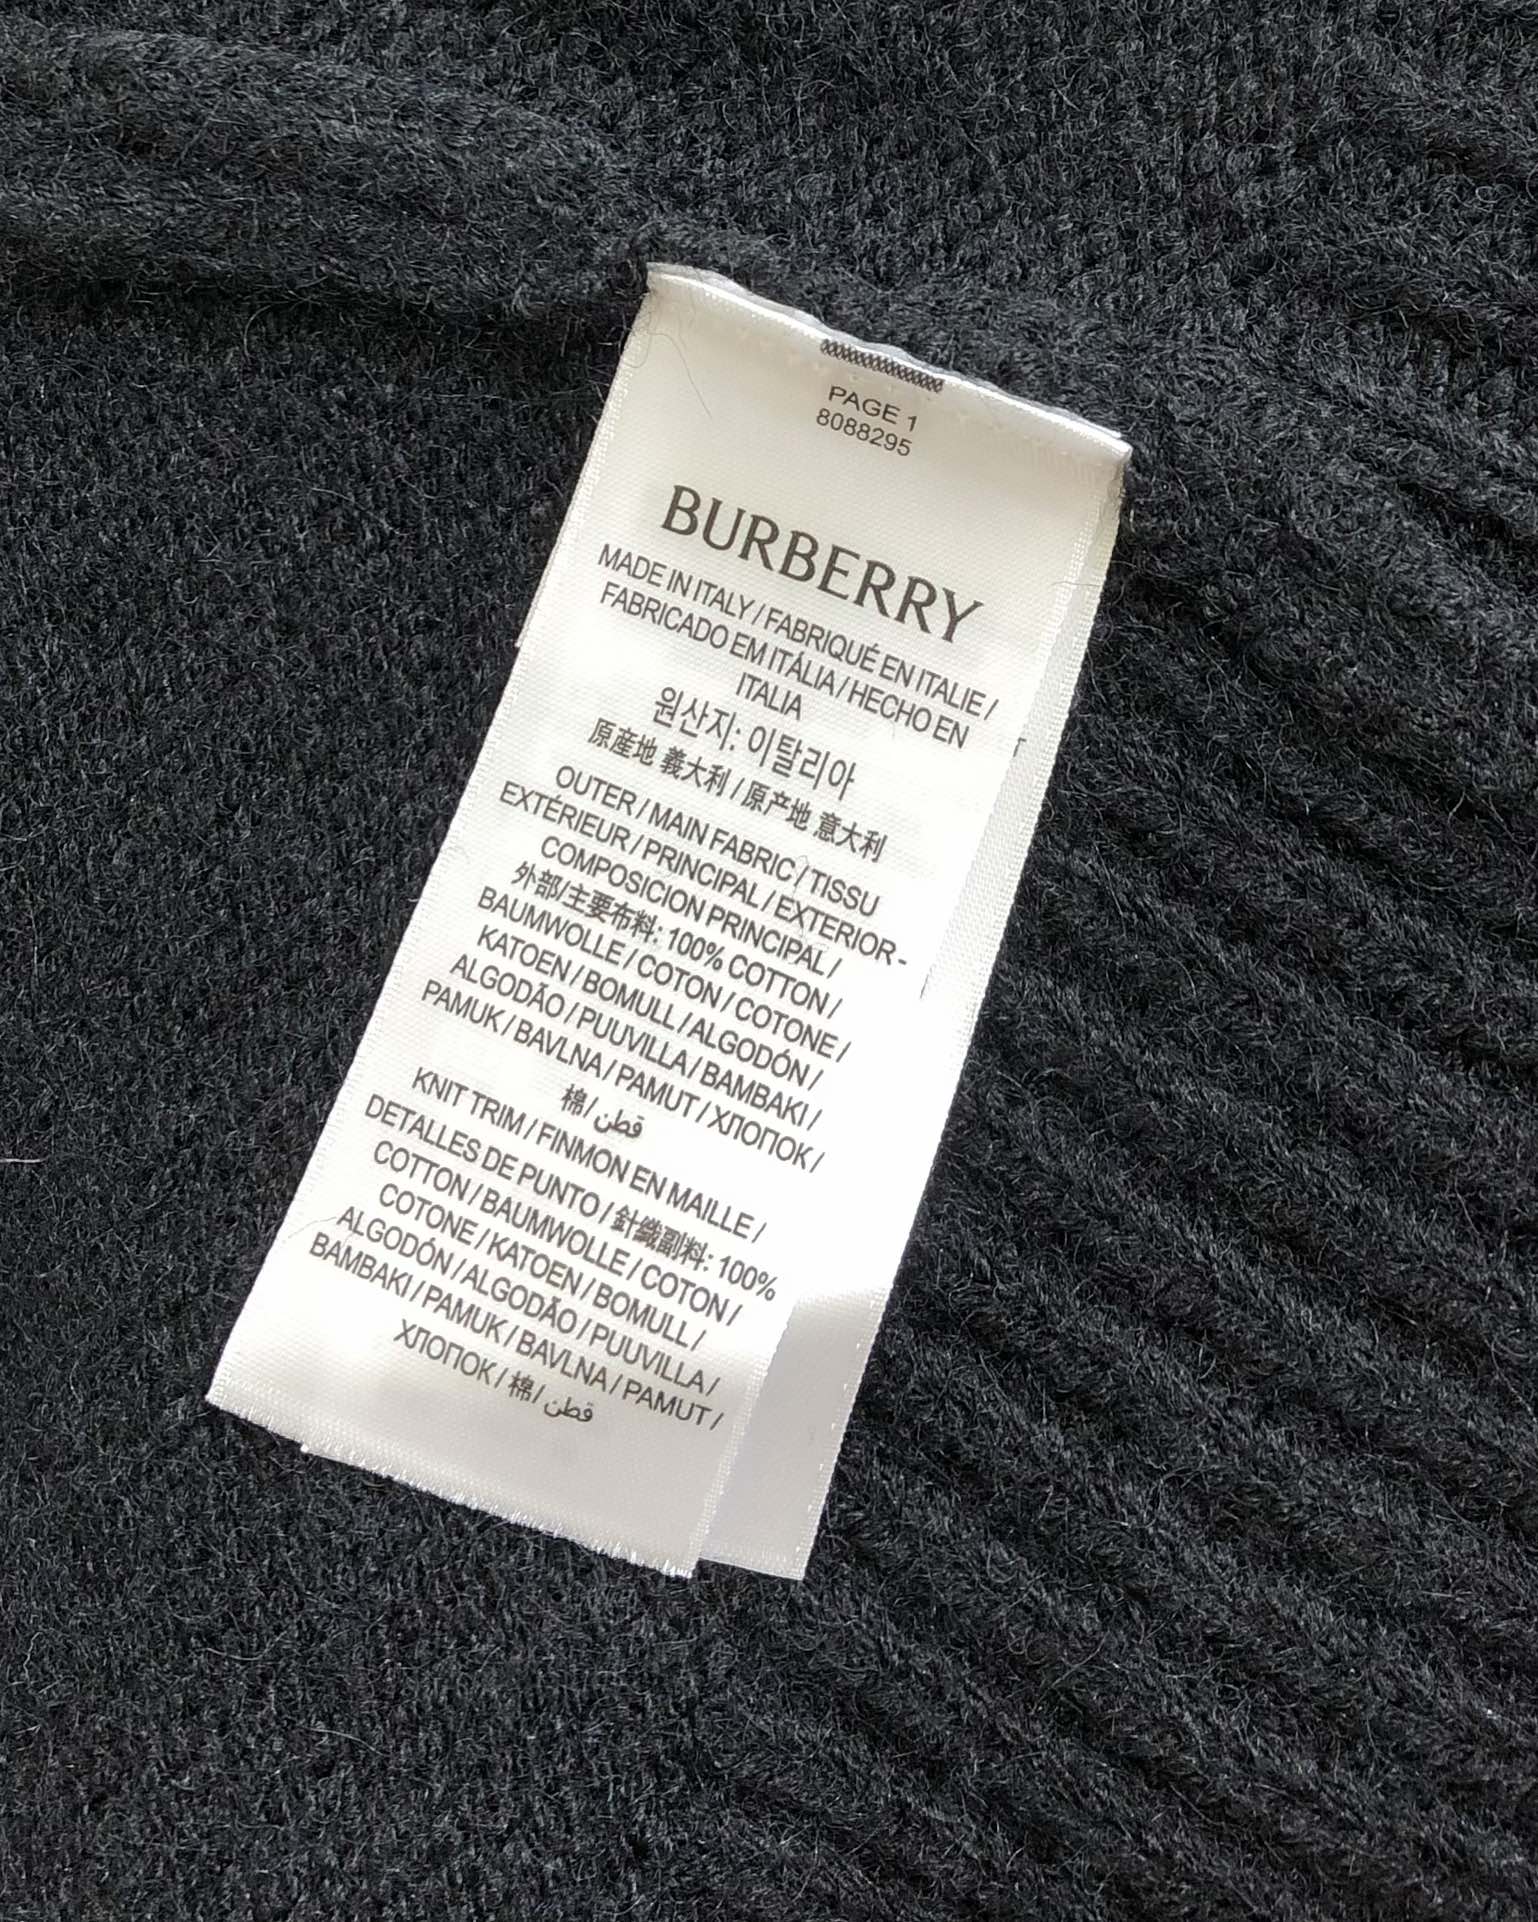 PAGE 1
8088295
BURBERRY
MADE IN ITALY / FABRIQUÉ EN ITALIE /
FABRICADO EM ITÁLIA / HECHO EN
ITALIA
원산지: 이탈리아
原産地 義大利 / 原产地 意大利
OUTER / MAIN FABRIC / TISSU
EXTÉRIEUR / PRINCIPAL / EXTERIOR -
COMPOSICION PRINCIPAL /
外部/主要布料: 100% COTTON /
BAUMWOLLE / COTON / COTONE /
KATOEN / BOMULL / ALGODÓN /
ALGODÃO / PUUVILLA / BAMBAKI /
PAMUK / BAVLNA / PAMUT / ХЛОПОК /
棉/ قطن
KNIT TRIM / FINMON EN MAILLE /
DETALLES DE PUNTO / 針織副料: 100%
COTTON / BAUMWOLLE / COTON /
COTONE / KATOEN / BOMULL /
ALGODÓN / ALGODÃO / PUUVILLA /
BAMBAKI / PAMUK / BAVLNA / PAMUT /
ХЛОПОК / 棉 / قطن